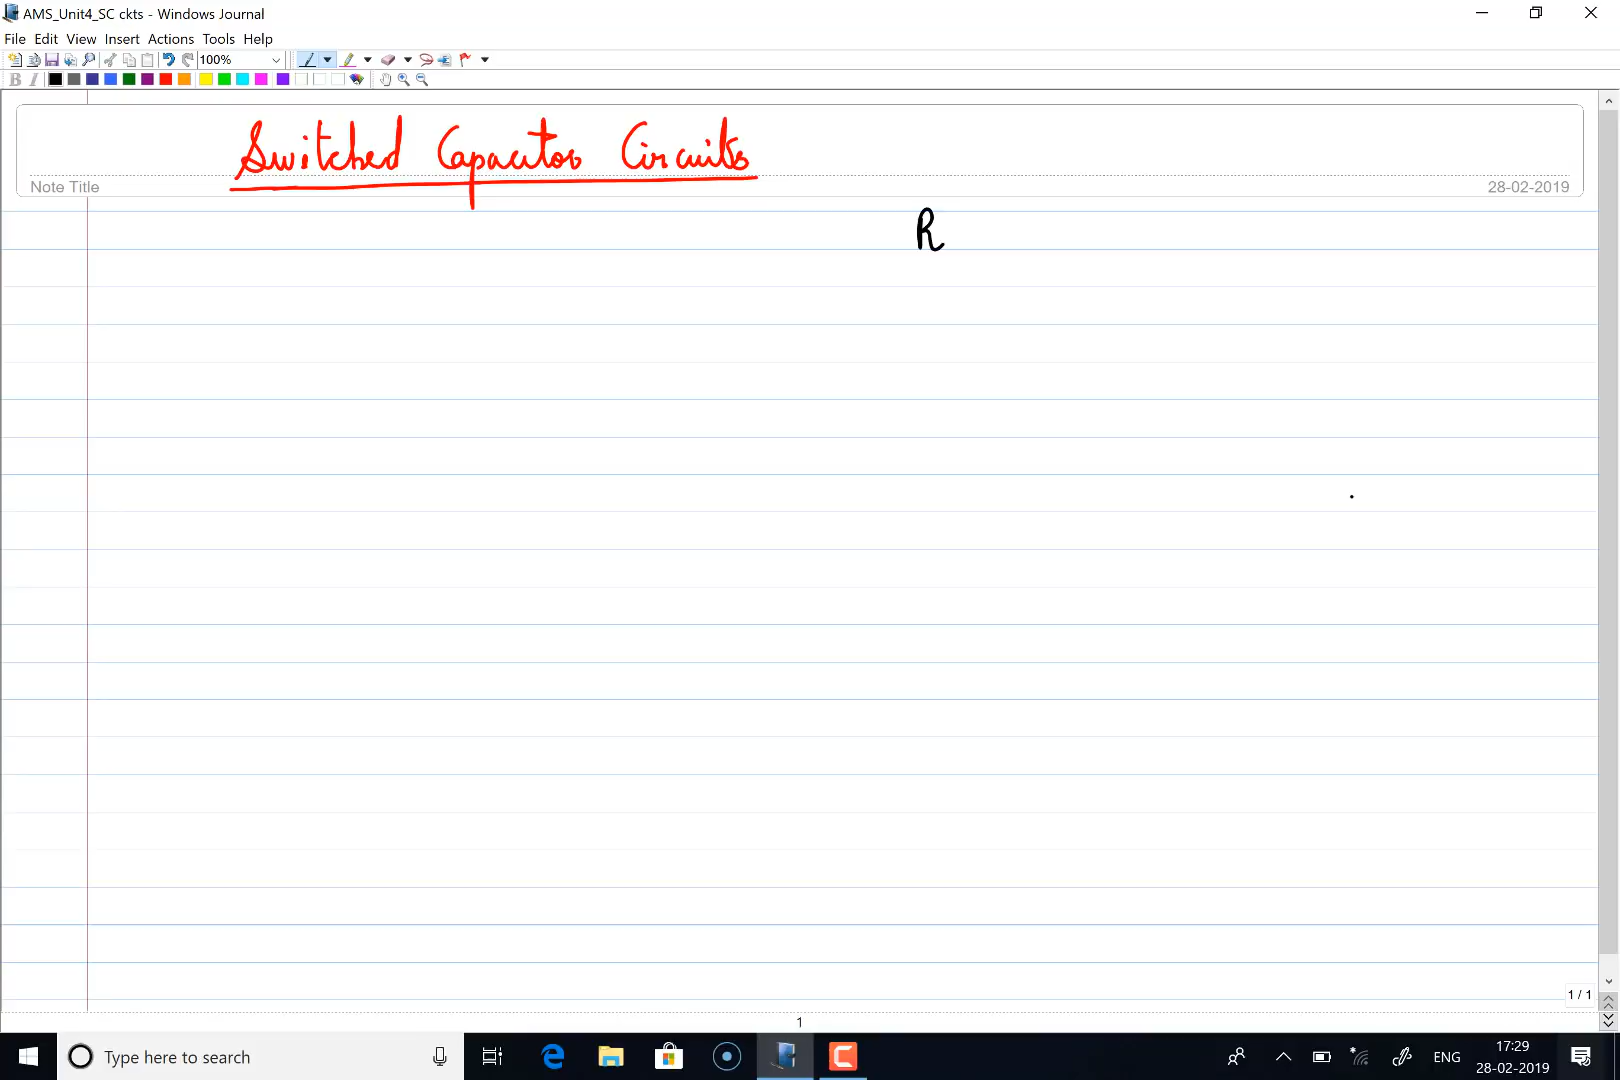 AMS_Unit4_SC ckts - Windows Journal
File Edit View Insert Actions Tools Help
100%
B I
Switched Capacitor Circuits
Note Title
28-02-2019
R
1 / 1
1
Type here to search
ENG
17:29
28-02-2019